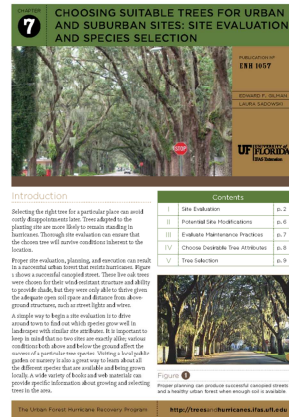 CHAPTER
7
CHOOSING SUITABLE TREES FOR URBAN
AND SUBURBAN SITES: SITE EVALUATION
AND SPECIES SELECTION
PUBLICATION #
ENH 1057
EDWARD F. GILMAN
LAURA SADOWSKI
UF UNIVERSITY of FLORIDA
IFAS Extension
STOP
Introduction
Selecting the right tree for a particular place can avoid
costly disappointments later. Trees adapted to the
planting site are more likely to remain standing in
hurricanes. Thorough site evaluation can ensure that
the chosen tree will survive conditions inherent to the
location.
Proper site evaluation, planning, and execution can result
in a successful urban forest that resists hurricanes. Figure
1 shows a successful canopied street. These live oak trees
were chosen for their wind-resistant structure and ability
to provide shade, but they were only able to thrive given
the adequate open soil space and distance from above-
ground structures, such as street lights and wires.
A simple way to begin a site evaluation is to drive
around town to find out which species grow well in
landscapes with similar site attributes. It is important to
keep in mind that no two sites are exactly alike; various
conditions both above and below the ground affect the
success of a particular tree species. Visiting a local public
garden or nursery is also a great way to learn about all
the different species that are available and being grown
locally. A wide variety of books and web materials can
provide specific information about growing and selecting
trees in the area.
Contents
I Site Evaluation p. 2
II Potential Site Modifications p. 6
III Evaluate Maintenance Practices p. 7
IV Choose Desirable Tree Attributes p. 8
V Tree Selection p. 9
Figure 1
Proper planning can produce successful canopied streets
and a healthy urban forest when enough soil is available.
The Urban Forest Hurricane Recovery Program
http://treesandhurricanes.ifas.ufl.edu